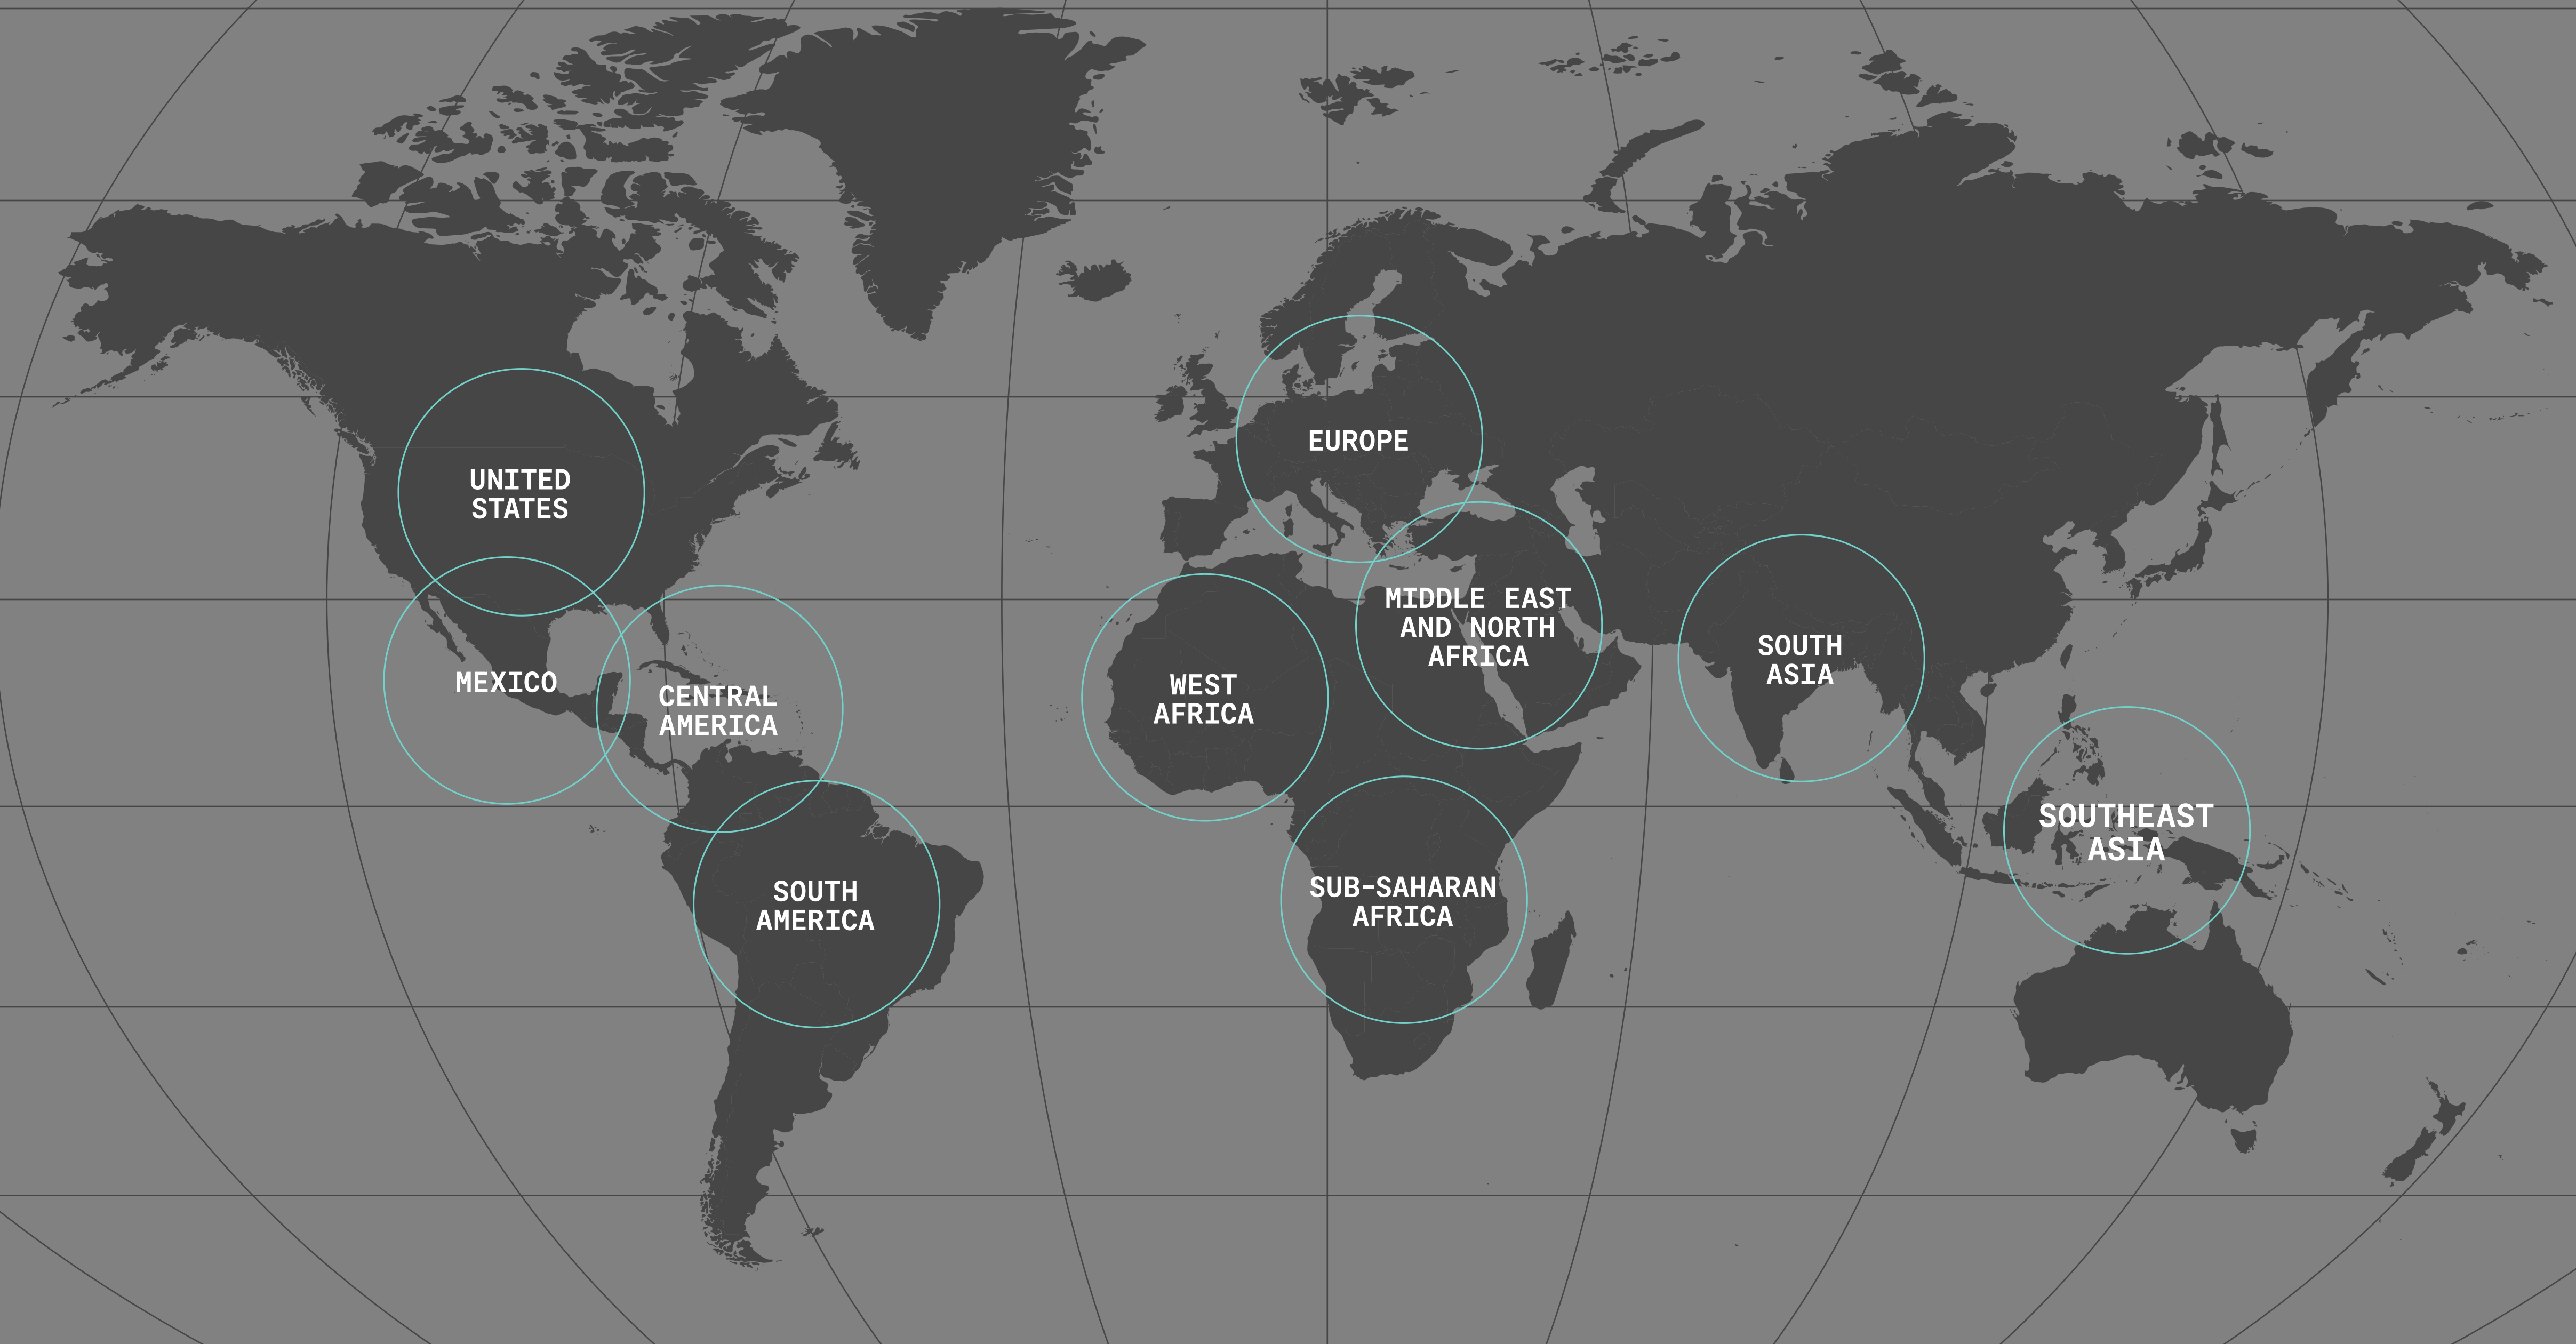 EUROPE
UNITED
STATES
MIDDLE EAST
AND NORTH
AFRICA
SOUTH
ASIA
MEXICO
CENTRAL
AMERICA
WEST
AFRICA
SOUTHEAST
ASIA
SOUTH
AMERICA
SUB-SAHARAN
AFRICA